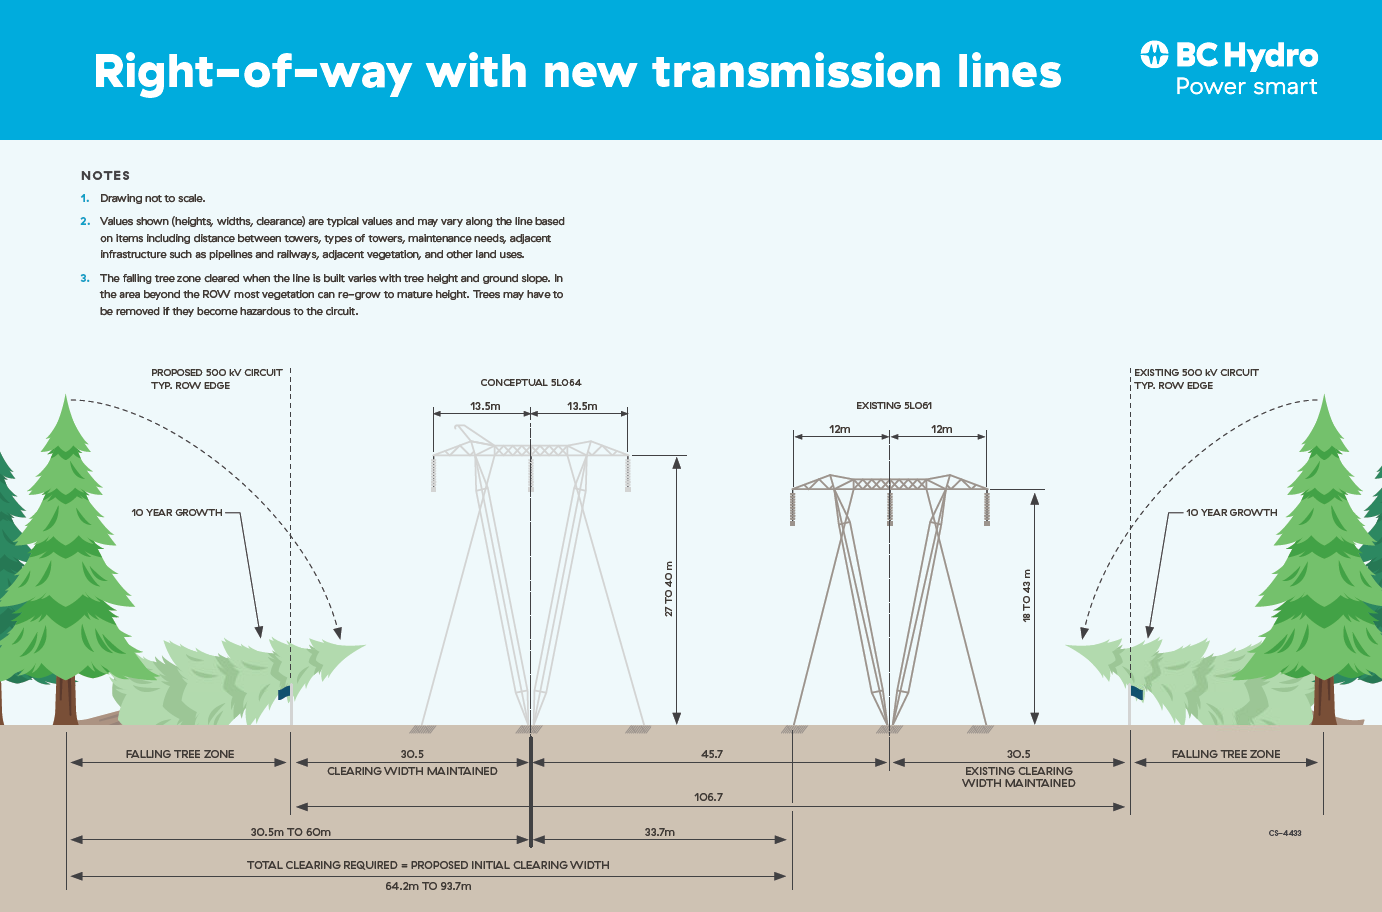 Right-of-way with new transmission lines
BC Hydro
Power smart
NOTES
1. Drawing not to scale.
2. Values shown (heights, widths, clearance) are typical values and may vary along the line based
on items including distance between towers, types of towers, maintenance needs, adjacent
infrastructure such as pipelines and railways, adjacent vegetation, and other land uses.
3. The falling tree zone cleared when the line is built varies with tree height and ground slope. In
the area beyond the ROW most vegetation can re-grow to mature height. Trees may have to
be removed if they become hazardous to the circuit.
PROPOSED 500 kV CIRCUIT
TYP. ROW EDGE
CONCEPTUAL 5L064
13.5m 13.5m
EXISTING 5L061
12m 12m
EXISTING 500 kV CIRCUIT
TYP. ROW EDGE
10 YEAR GROWTH
27 TO 40 m
18 TO 43 m
10 YEAR GROWTH
FALLING TREE ZONE
30.5
CLEARING WIDTH MAINTAINED
45.7
30.5
EXISTING CLEARING
WIDTH MAINTAINED
FALLING TREE ZONE
106.7
30.5m TO 60m
33.7m
CS-4433
TOTAL CLEARING REQUIRED = PROPOSED INITIAL CLEARING WIDTH
64.2m TO 93.7m